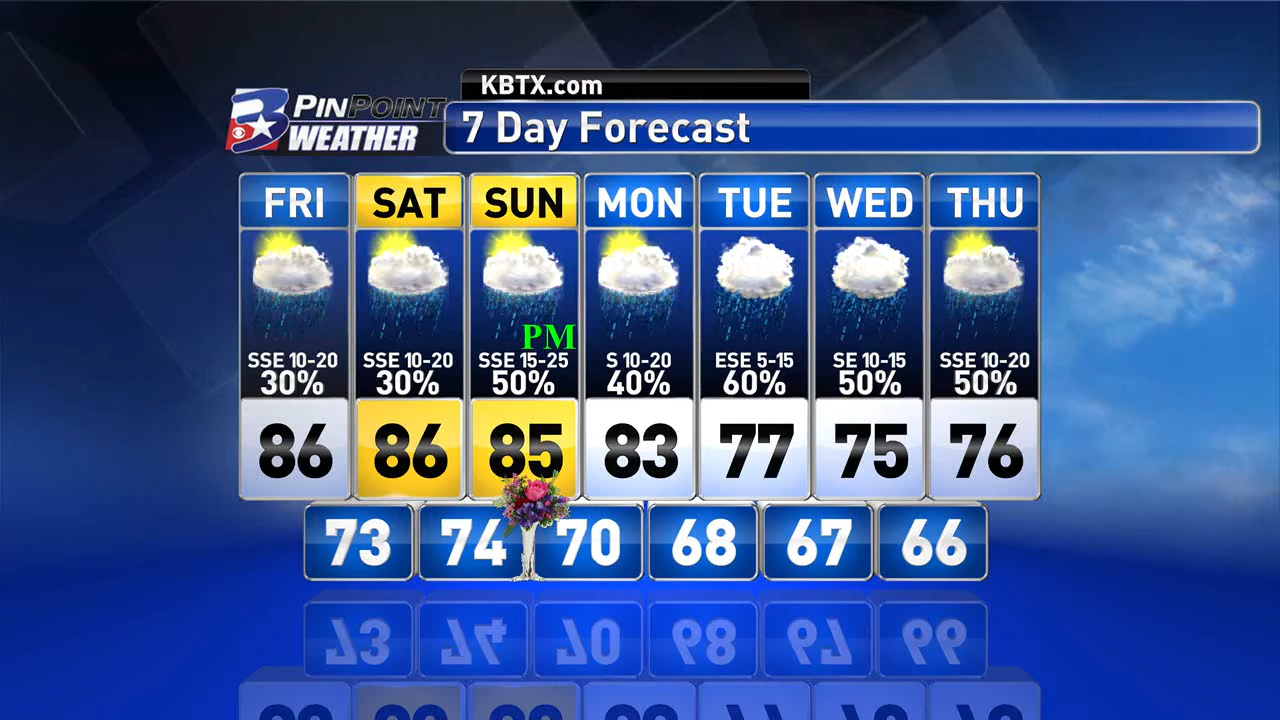 KBTX.com
3 PINPOINT
WEATHER
7 Day Forecast
FRI SAT SUN MON TUE WED THU
PM
SSE 10-20 SSE 10-20 SSE 15-25 S 10-20 ESE 5-15 SE 10-15 SSE 10-20
30% 30% 50% 40% 60% 50% 50%
86 86 85 83 77 75 76
73 74 70 68 67 66